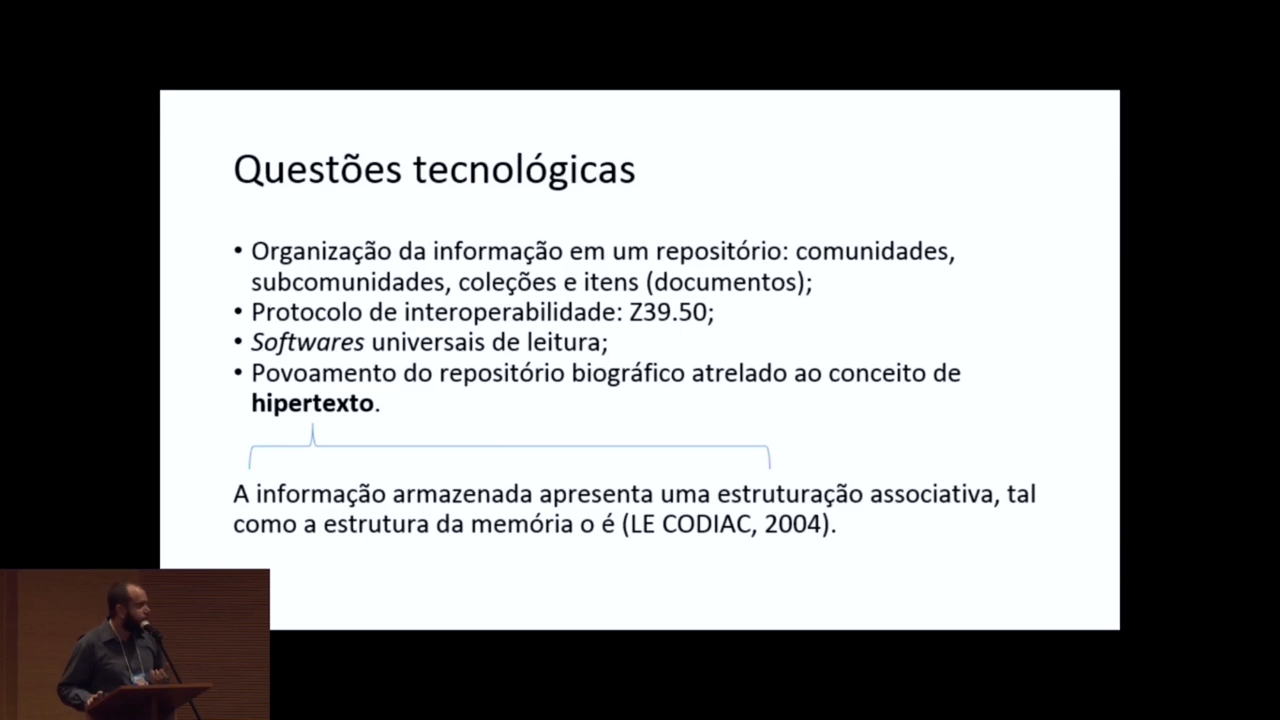 Questões tecnológicas
• Organização da informação em um repositório: comunidades,
subcomunidades, coleções e itens (documentos);
• Protocolo de interoperabilidade: Z39.50;
• Softwares universais de leitura;
• Povoamento do repositório biográfico atrelado ao conceito de
hipertexto.
A informação armazenada apresenta uma estruturação associativa, tal
como a estrutura da memória o é (LE CODIAC, 2004).